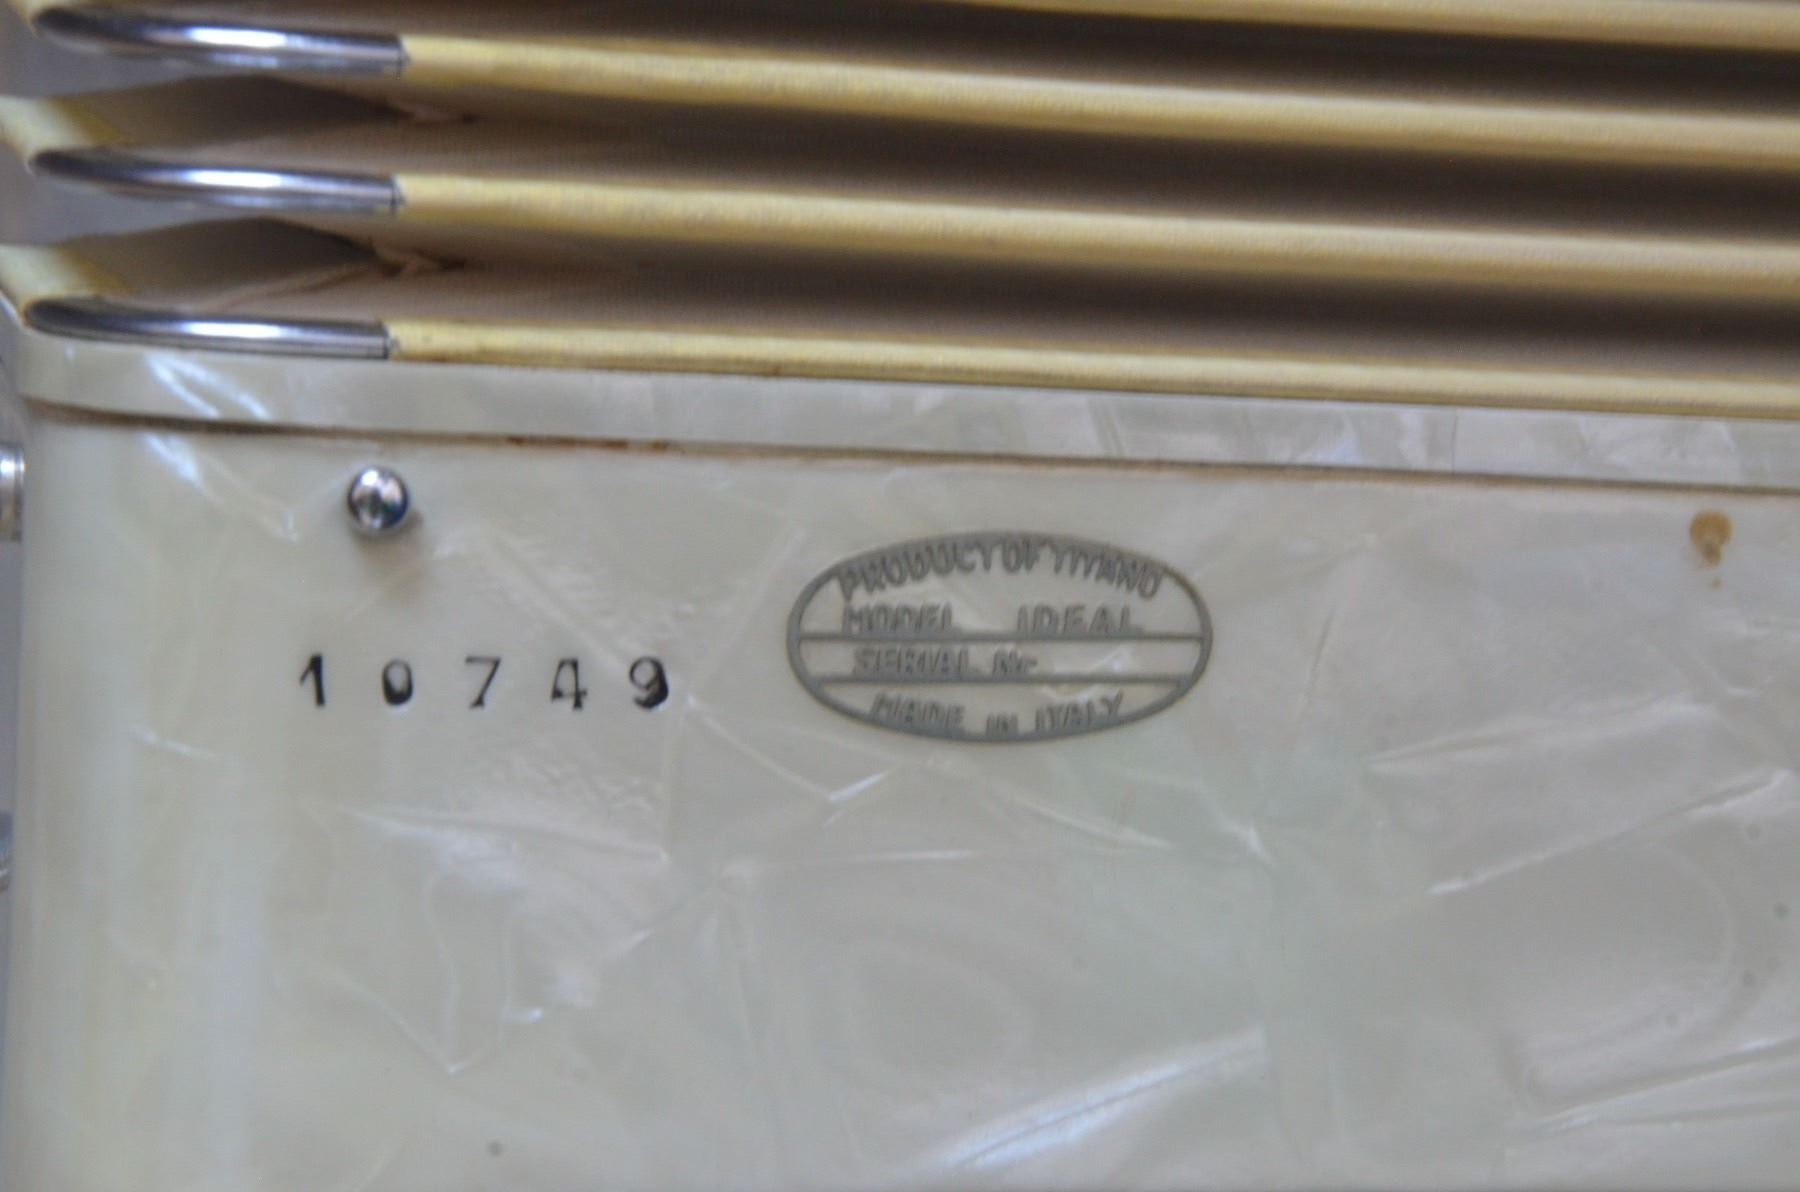 10749
PRODUCT OF TITANO
MODEL IDEAL
SERIAL Nr
MADE IN ITALY